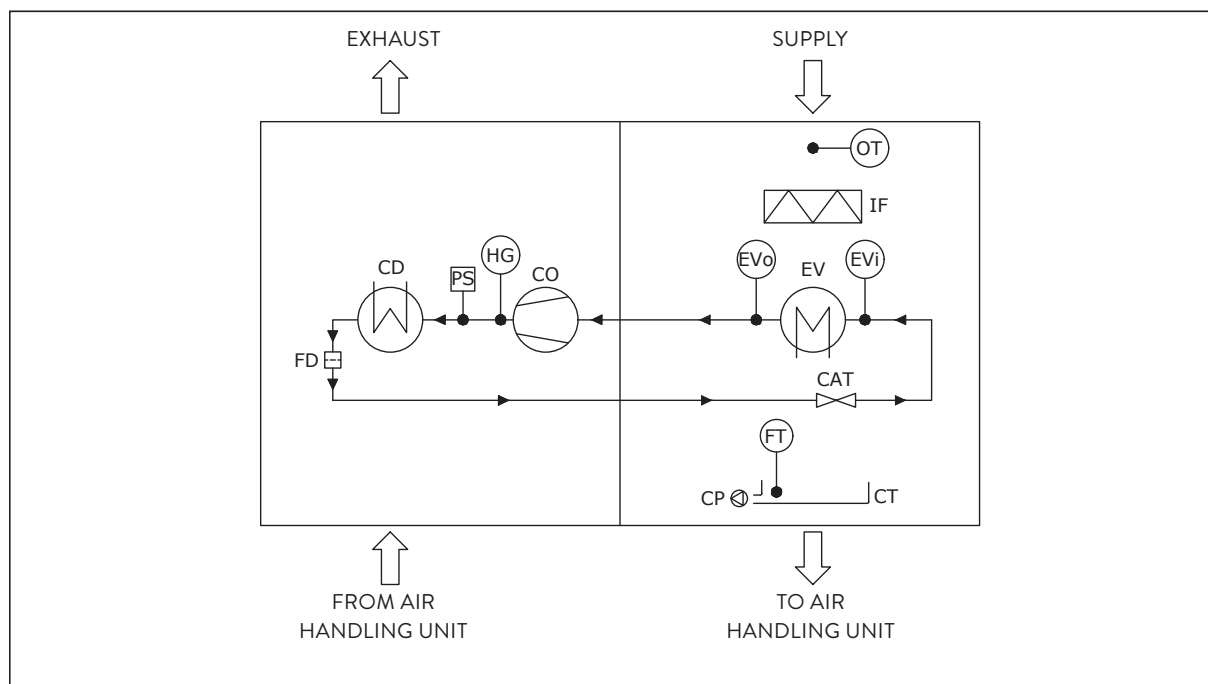 EXHAUST
SUPPLY
OT
IF
HG
EVo
EVi
CD
PS
CO
EV
FD
CAT
FT
CP
CT
FROM AIR
HANDLING UNIT
TO AIR
HANDLING UNIT